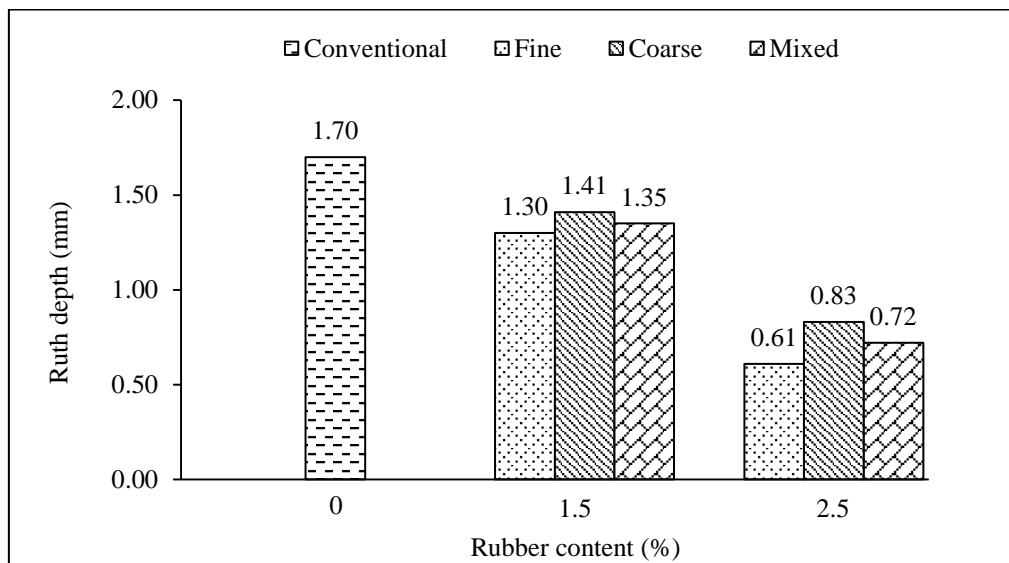 Conventional Fine Coarse Mixed
2.00
1.70
1.50
1.30 1.41 1.35
1.00
0.61 0.83 0.72
0.50
0.00
0 1.5 2.5
Ruth depth (mm)
Rubber content (%)